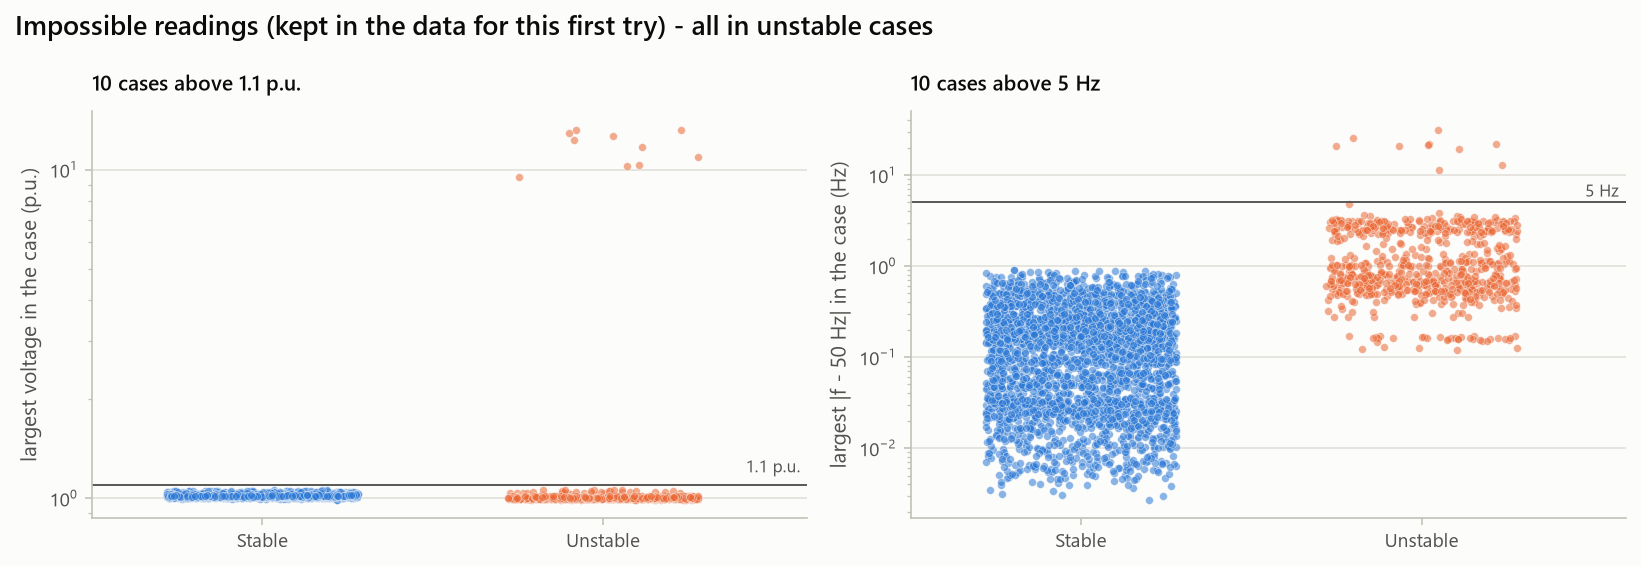 Impossible readings (kept in the data for this first try) - all in unstable cases
10 cases above 1.1 p.u.
largest voltage in the case (p.u.)
10¹
10⁰
1.1 p.u.
Stable
Unstable
10 cases above 5 Hz
largest |f - 50 Hz| in the case (Hz)
10¹
10⁰
10⁻¹
10⁻²
5 Hz
Stable
Unstable